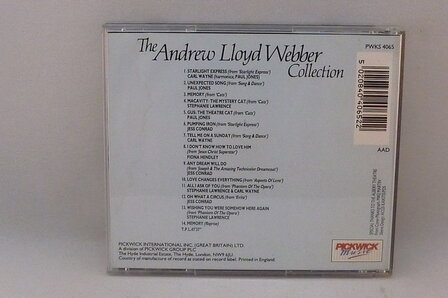 The Andrew Lloyd Webber
Collection
PWKS 4065
1. STARLIGHT EXPRESS (from 'Starlight Express')
CARL WAYNE (harmonica, PAUL JONES)
2. UNEXPECTED SONG (from 'Song & Dance')
PAUL JONES
3. MEMORY (from 'Cats')
4. MACAVITY: THE MYSTERY CAT (from 'Cats')
STEPHANIE LAWRENCE
5. GUS: THE THEATRE CAT (from 'Cats')
PAUL JONES
6. PUMPING IRON (from 'Starlight Express')
JESS CONRAD
7. TELL ME ON A SUNDAY (from 'Song & Dance')
CARL WAYNE
8. I DON'T KNOW HOW TO LOVE HIM
(from 'Jesus Christ Superstar')
FIONA HENDLEY
9. ANY DREAM WILL DO
(from 'Joseph & The Amazing Technicolor Dreamcoat')
JESS CONRAD
10. LOVE CHANGES EVERYTHING (from 'Aspects Of Love')
11. ALL I ASK OF YOU (from 'Phantom Of The Opera')
STEPHANIE LAWRENCE & CARL WAYNE
12. OH WHAT A CIRCUS (from 'Evita')
JESS CONRAD
13. WISHING YOU WERE SOMEHOW HERE AGAIN
(from 'Phantom Of The Opera')
STEPHANIE LAWRENCE
14. MEMORY (Reprise)
T.P.L.47'37"
AAD
PICKWICK INTERNATIONAL INC. (GREAT BRITAIN) LTD.
A division of PICKWICK GROUP PLC
The Hyde Industrial Estate, The Hyde, London, NW9 6JU
Country of manufacture of record as stated on record label. Printed in England.
PICKWICK
Music